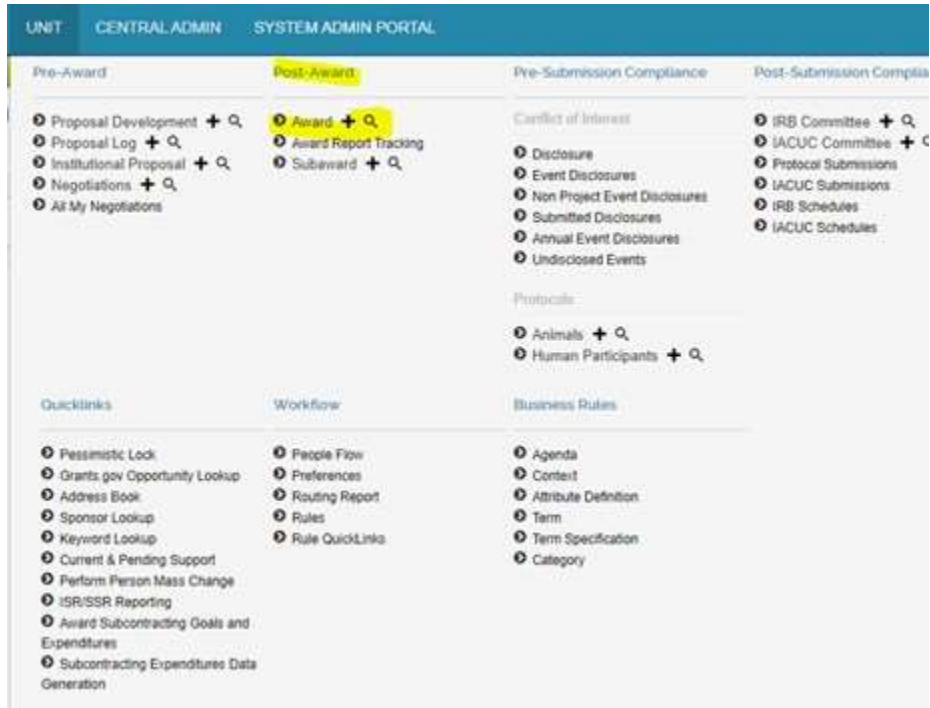 UNIT CENTRAL ADMIN SYSTEM ADMIN PORTAL
Pre-Award
Proposal Development
Proposal Log
Institutional Proposal
Negotiations
All My Negotiations
Post-Award
Award
Award Report Tracking
Subaward
Pre-Submission Compliance
Conflict of Interest
Disclosure
Event Disclosures
Non Project Event Disclosures
Submitted Disclosures
Annual Event Disclosures
Undisclosed Events
Protocols
Animals
Human Participants
Post-Submission Complia
IRB Committee
IACUC Committee
Protocol Submissions
IACUC Submissions
IRB Schedules
IACUC Schedules
Quicklinks
Pessimistic Lock
Grants.gov Opportunity Lookup
Address Book
Sponsor Lookup
Keyword Lookup
Current & Pending Support
Perform Person Mass Change
ISR/SSR Reporting
Award Subcontracting Goals and
Expenditures
Subcontracting Expenditures Data
Generation
Workflow
People Flow
Preferences
Routing Report
Rules
Rule QuickLinks
Business Rules
Agenda
Context
Attribute Definition
Term
Term Specification
Category